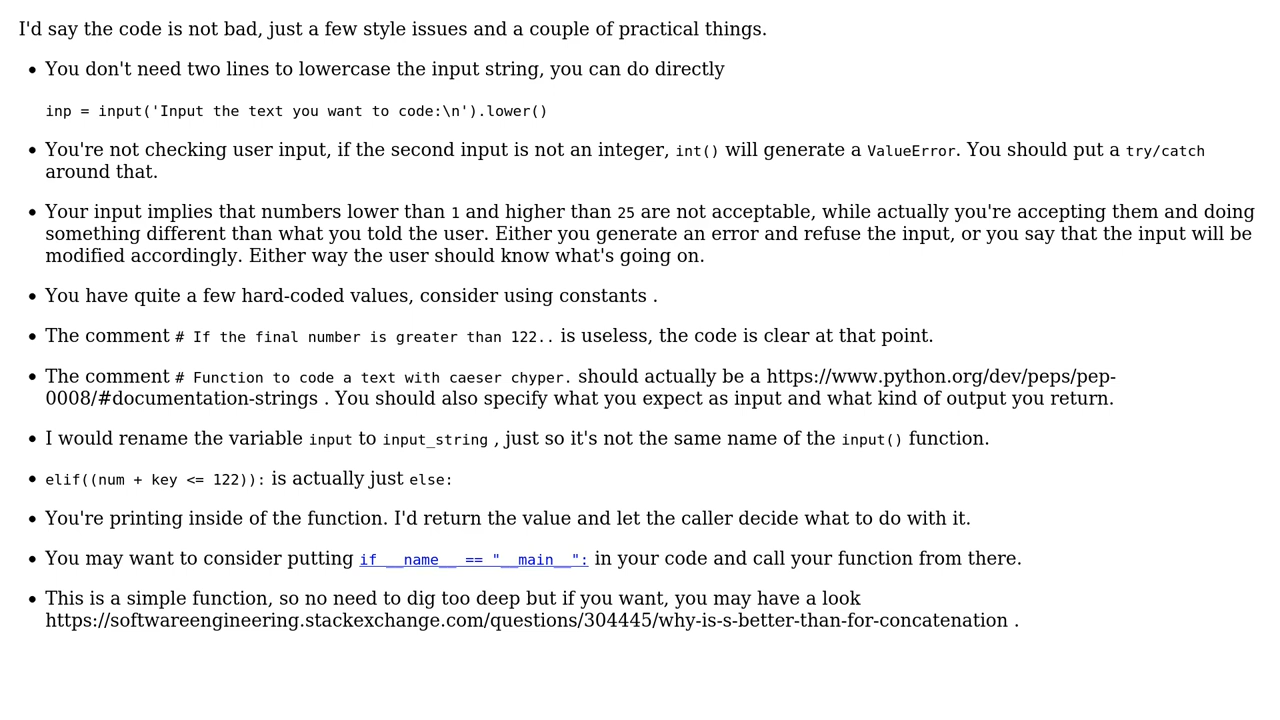 I'd say the code is not bad, just a few style issues and a couple of practical things.
• You don't need two lines to lowercase the input string, you can do directly
inp = input('Input the text you want to code:\n').lower()
• You're not checking user input, if the second input is not an integer, int() will generate a ValueError. You should put a try/catch
around that.
• Your input implies that numbers lower than 1 and higher than 25 are not acceptable, while actually you're accepting them and doing
something different than what you told the user. Either you generate an error and refuse the input, or you say that the input will be
modified accordingly. Either way the user should know what's going on.
• You have quite a few hard-coded values, consider using constants .
• The comment # If the final number is greater than 122.. is useless, the code is clear at that point.
• The comment # Function to code a text with caeser chyper. should actually be a https://www.python.org/dev/peps/pep-
0008/#documentation-strings . You should also specify what you expect as input and what kind of output you return.
• I would rename the variable input to input_string , just so it's not the same name of the input() function.
• elif((num + key <= 122)): is actually just else:
• You're printing inside of the function. I'd return the value and let the caller decide what to do with it.
• You may want to consider putting if __name__ == "__main__": in your code and call your function from there.
• This is a simple function, so no need to dig too deep but if you want, you may have a look
https://softwareengineering.stackexchange.com/questions/304445/why-is-s-better-than-for-concatenation .